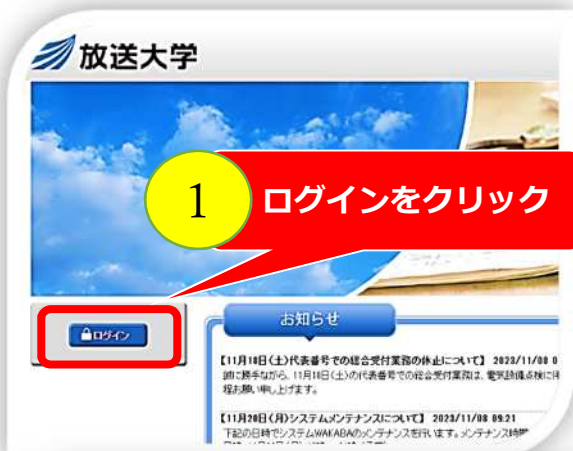 放送大学
1
ログインをクリック
ログイン
お知らせ
【11月18日(土)代表番号での総合受付業務の休止について】 2023/11/08 0
誠に勝手ながら、11月18日(土)の代表番号での総合受付業務は、電気設備点検に伴
程お願い申し上げます。
【11月20日(月)システムメンテナンスについて】 2023/11/08 09:21
下記の日時でシステムWAKABAのメンテナンスを行います。メンテナンス時間